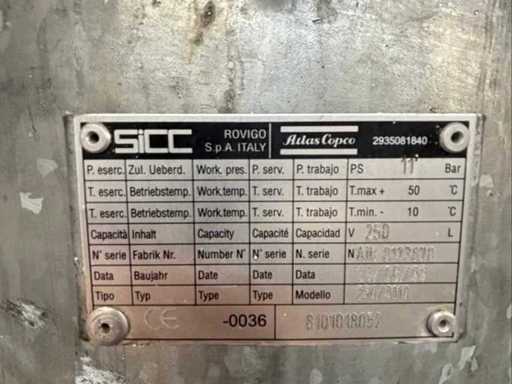 SICC ROVIGO S.p.A. ITALY Atlas Copco 2935081840
P. eserc. Zul. Ueberd. Work. pres. P. serv. P. trabajo PS 11 Bar
T. eserc. Betriebstemp. Work.temp. T. serv. T. trabajo T.max + 50 °C
T. eserc. Betriebstemp. Work.temp. T. serv. T. trabajo T.min. - 10 °C
Capacità Inhalt Capacity Capacité Capacidad V 250 L
N° serie Fabrik Nr. Number N° N° serie N. serie N
Data Baujahr Date Date Data
Tipo Typ Type Type Modello
CE -0036